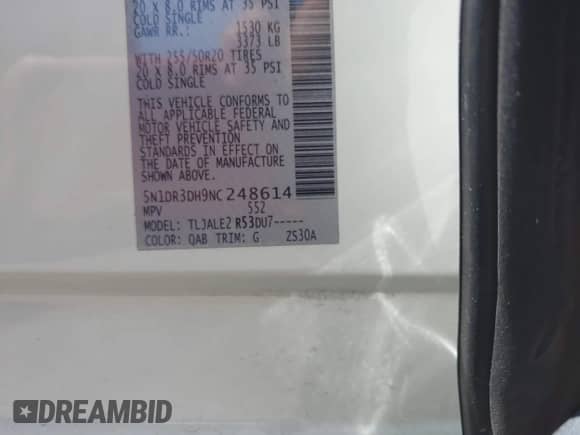 20 X 8.0 RIMS AT 35 PSI
COLD SINGLE
GAWR RR.: 1530 KG
3373 LB
WITH 255/50R20 TIRES
20 X 8.0 RIMS AT 35 PSI
COLD SINGLE
THIS VEHICLE CONFORMS TO
ALL APPLICABLE FEDERAL
MOTOR VEHICLE SAFETY AND
THEFT PREVENTION
STANDARDS IN EFFECT ON
THE DATE OF MANUFACTURE
SHOWN ABOVE.
5N1DR3DH9NC248614
MPV 552
MODEL: TLJALE2 R53DU7-----
COLOR: QAB TRIM: G ZS30A
DREAMBID